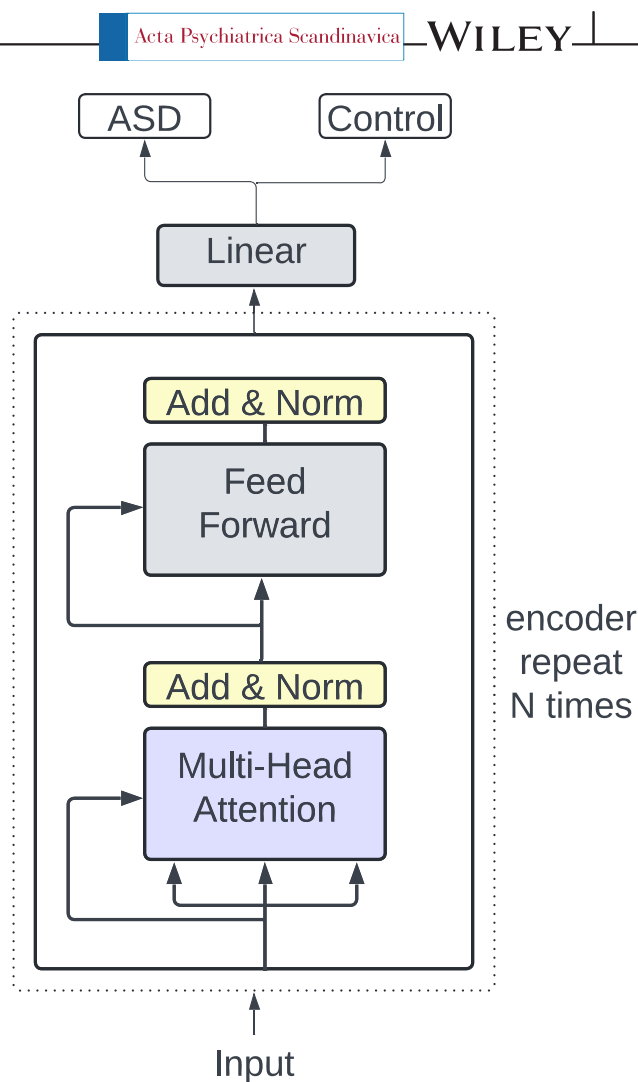 Acta Psychiatrica Scandinavica
WILEY
ASD
Control
Linear
Add & Norm
Feed
Forward
encoder
repeat
N times
Add & Norm
Multi-Head
Attention
Input